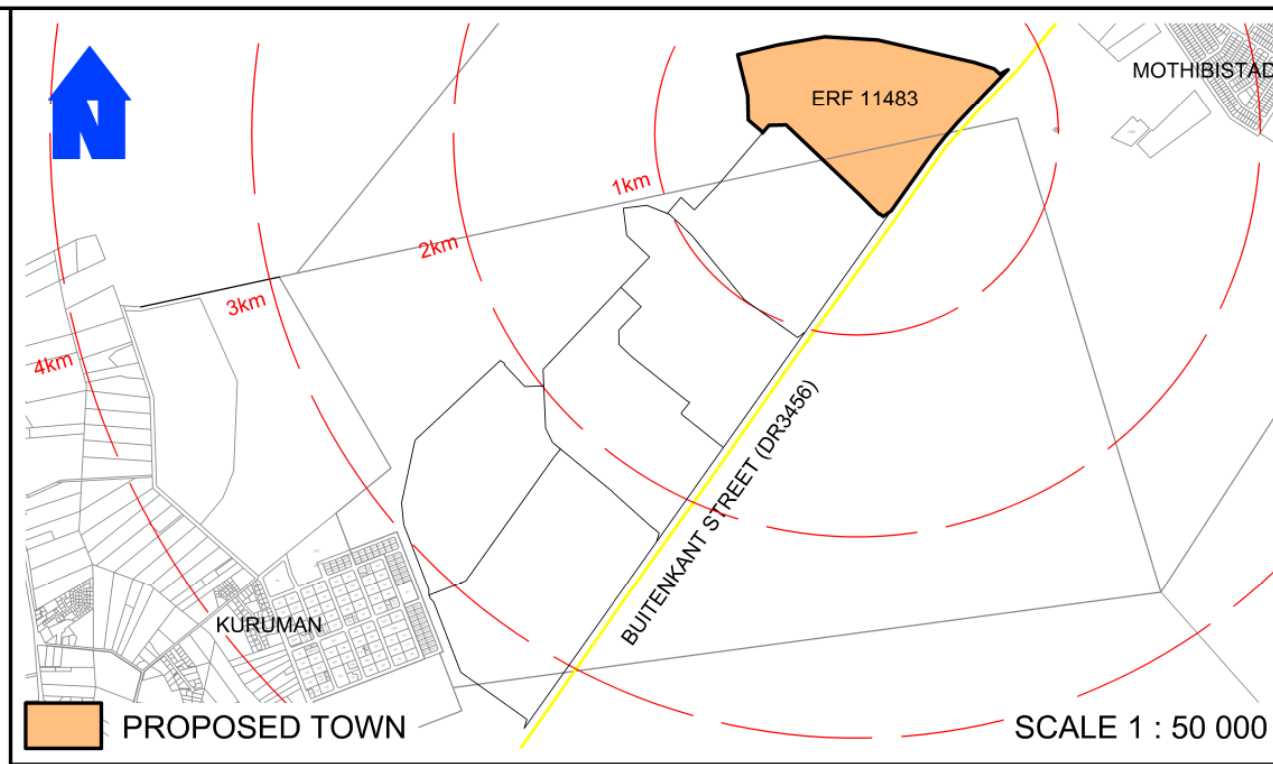 MOTHIBISTAD
ERF 11483
N
1km
2km
3km
4km
BUITENKANT STREET (DR3456)
KURUMAN
PROPOSED TOWN
SCALE 1 : 50 000